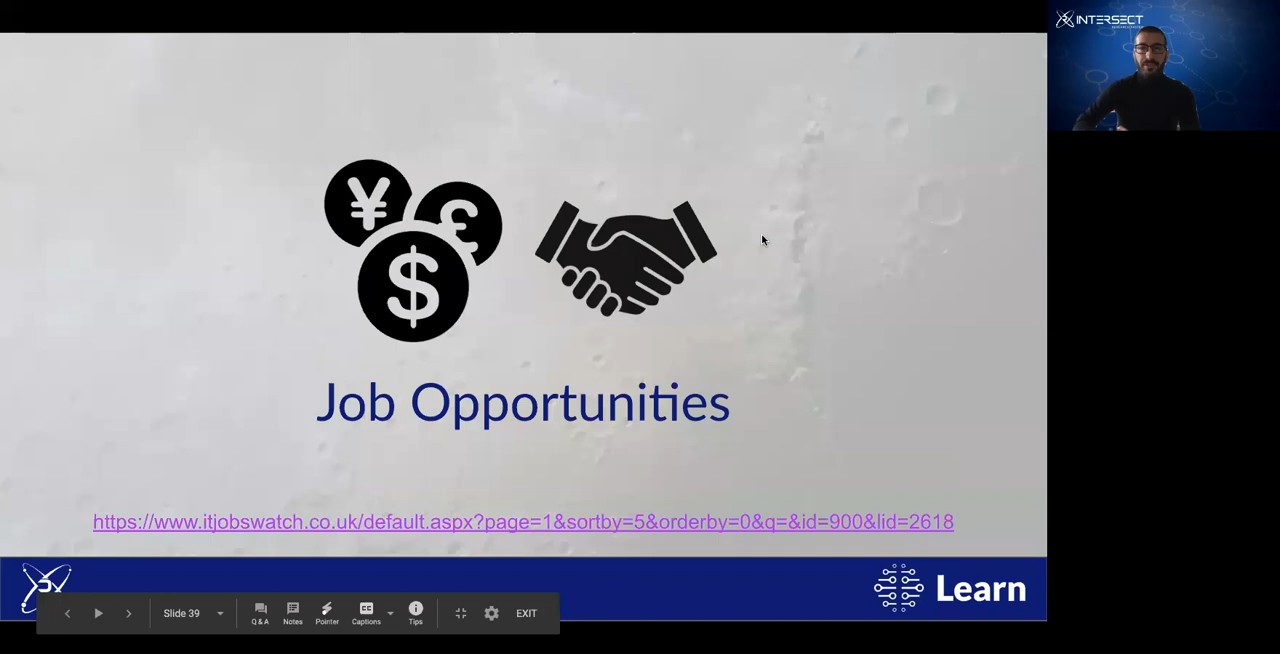 INTERSECT
¥
£
$
Job Opportunities
https://www.itjobswatch.co.uk/default.aspx?page=1&sortby=5&orderby=0&q=&id=900&lid=2618
Learn
Slide 39
Q & A
Notes
Pointer
Captions
Tips
EXIT